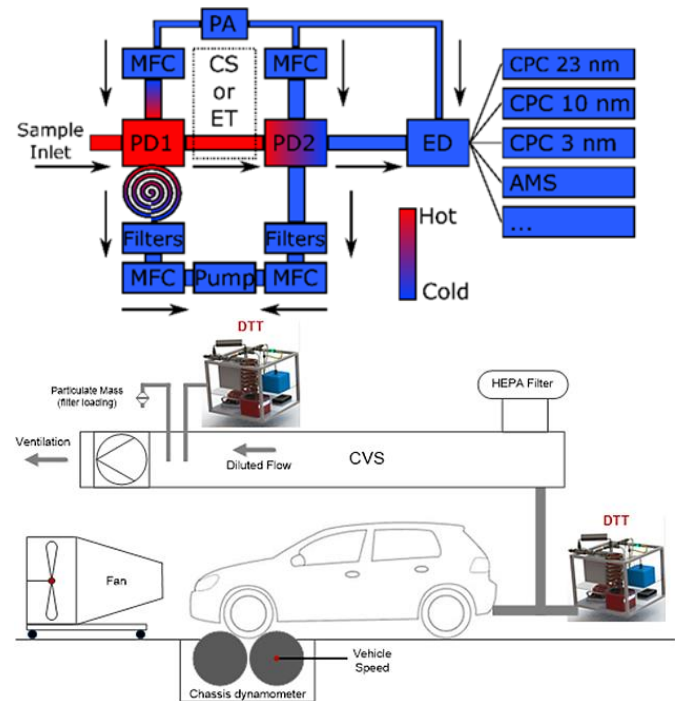 PA
MFC
CS
or
ET
MFC
CPC 23 nm
CPC 10 nm
Sample
Inlet
PD1
PD2
ED
CPC 3 nm
AMS
...
Hot
Filters
Filters
MFC
Pump
MFC
Cold
DTT
Particulate Mass
(filter loading)
HEPA Filter
Ventilation
Diluted Flow
CVS
DTT
Fan
Vehicle
Speed
Chassis dynamometer